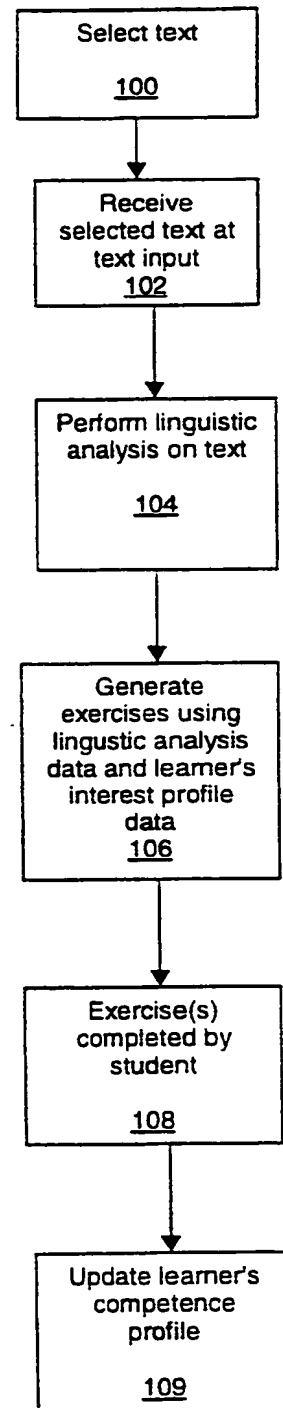 Select text
100
Receive
selected text at
text input
102
Perform linguistic
analysis on text
104
Generate
exercises using
lingustic analysis
data and learner's
interest profile
data
106
Exercise(s)
completed by
student
108
Update learner's
competence
profile
109